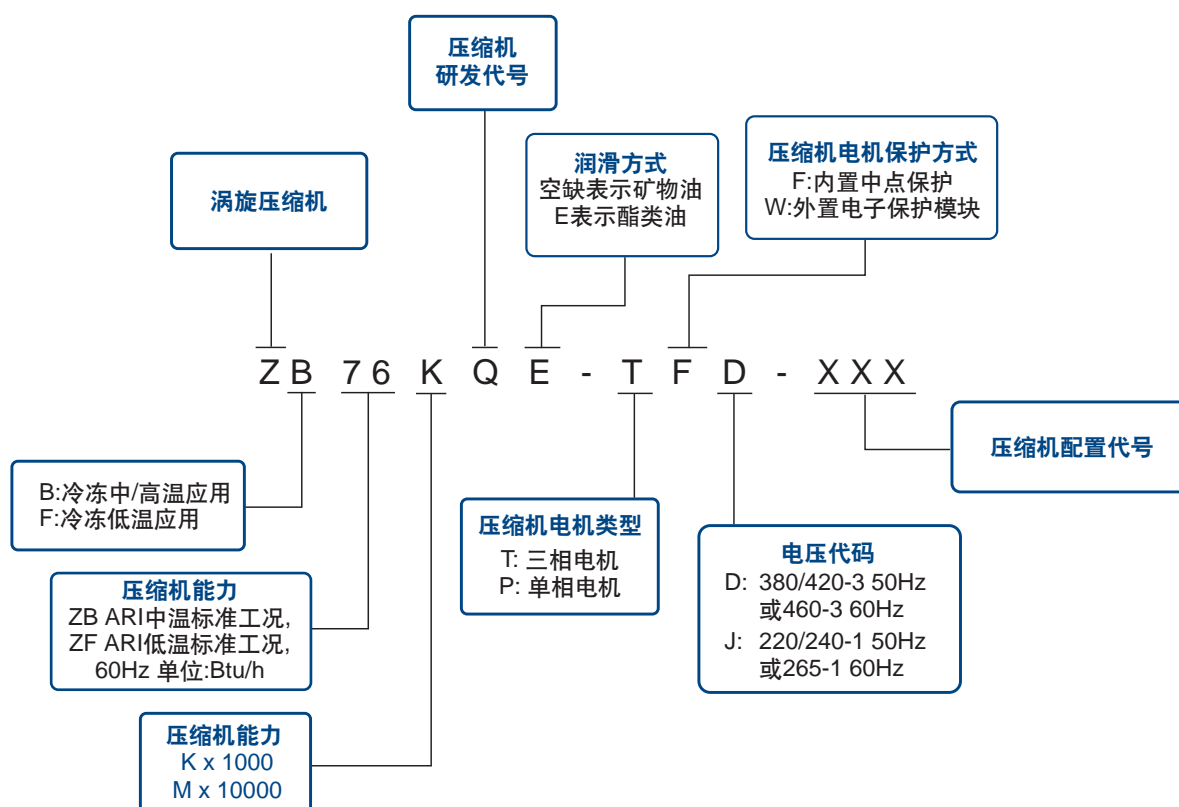 压缩机
研发代号
润滑方式
空缺表示矿物油
E表示酯类油
压缩机电机保护方式
F:内置中点保护
W:外置电子保护模块
涡旋压缩机
Z B 7 6 K Q E - T F D - X X X
压缩机配置代号
B:冷冻中/高温应用
F:冷冻低温应用
压缩机电机类型
T: 三相电机
P: 单相电机
电压代码
D: 380/420-3 50Hz
或460-3 60Hz
J: 220/240-1 50Hz
或265-1 60Hz
压缩机能力
ZB ARI中温标准工况,
ZF ARI低温标准工况,
60Hz 单位:Btu/h
压缩机能力
K x 1000
M x 10000